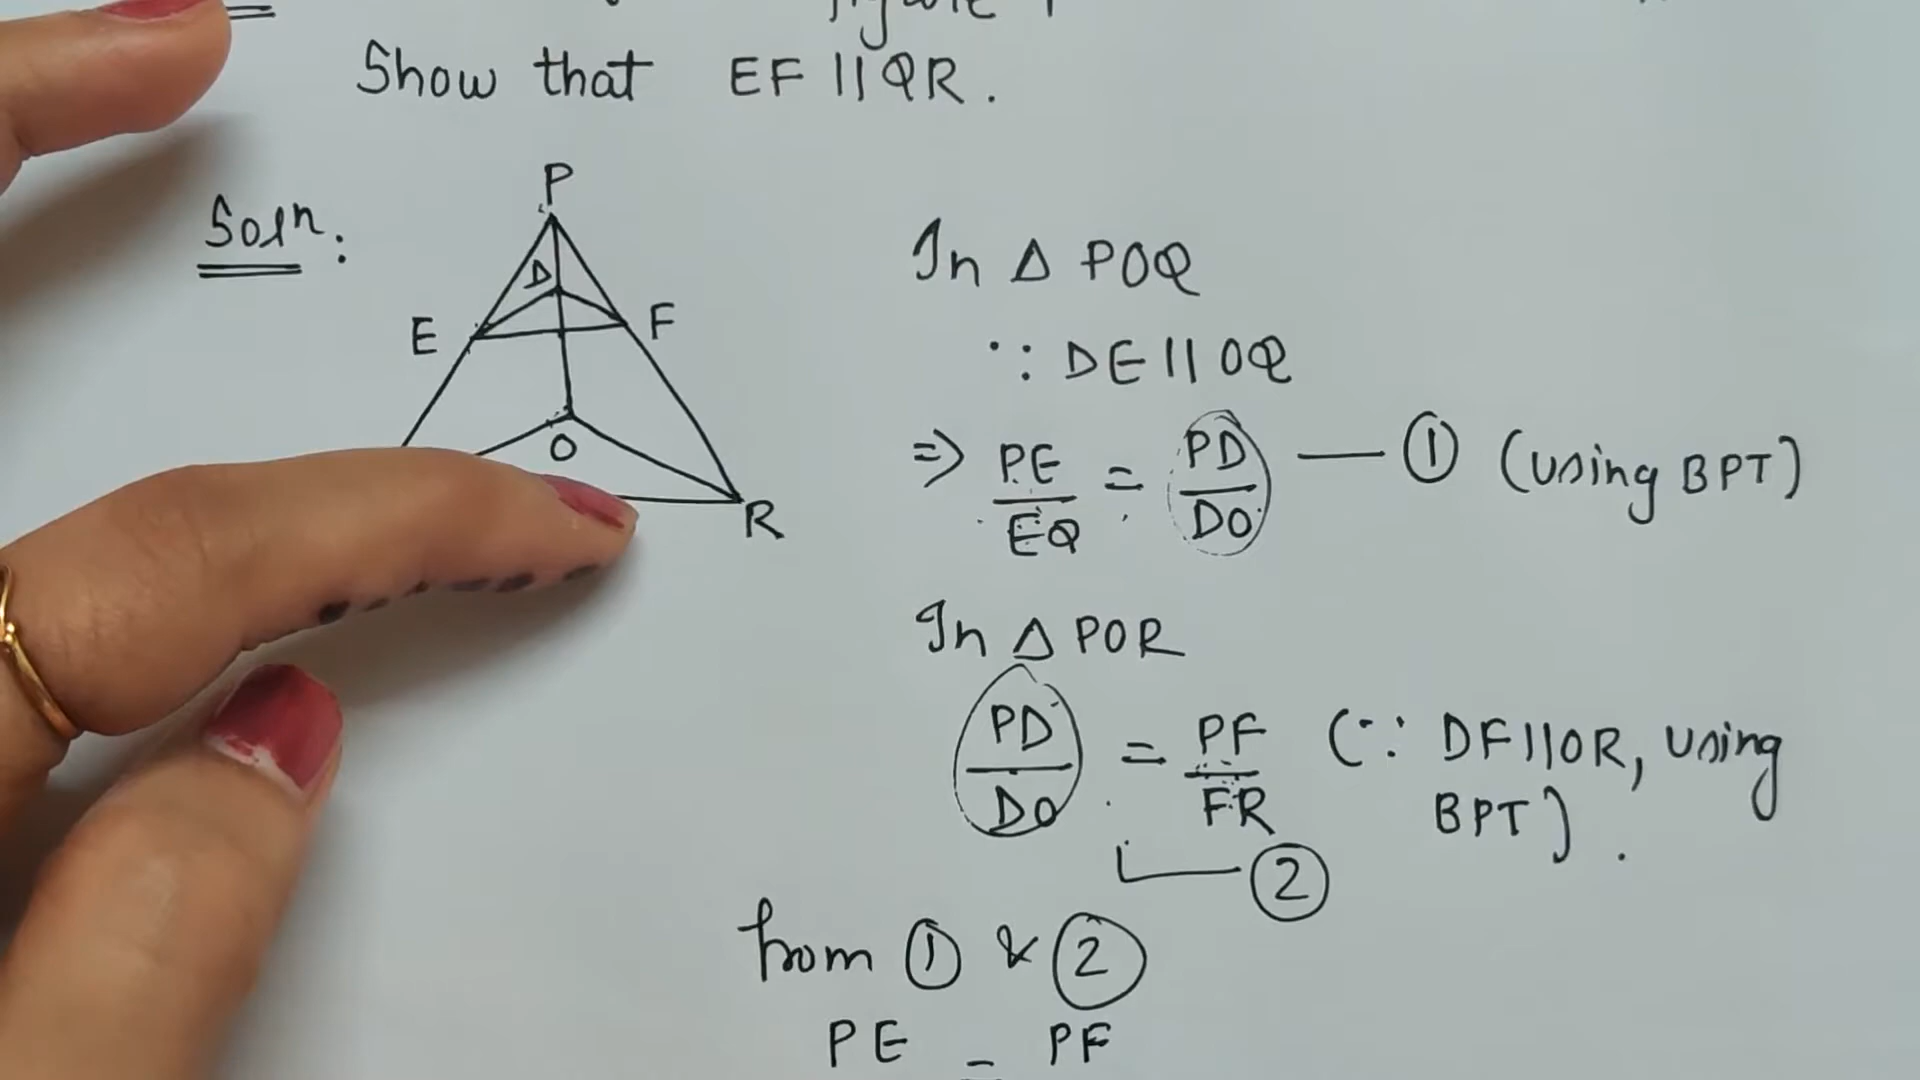 figure
Show that EF || QR.
Soln:
P
D
E
F
O
R
In Δ POQ
∵ DE || OQ
=> PE/EQ = PD/DO — ① (using BPT)
In Δ POR
PD/DO = PF/FR (∵ DF || OR, using
BPT)
②
from ① & ②
PE = PF